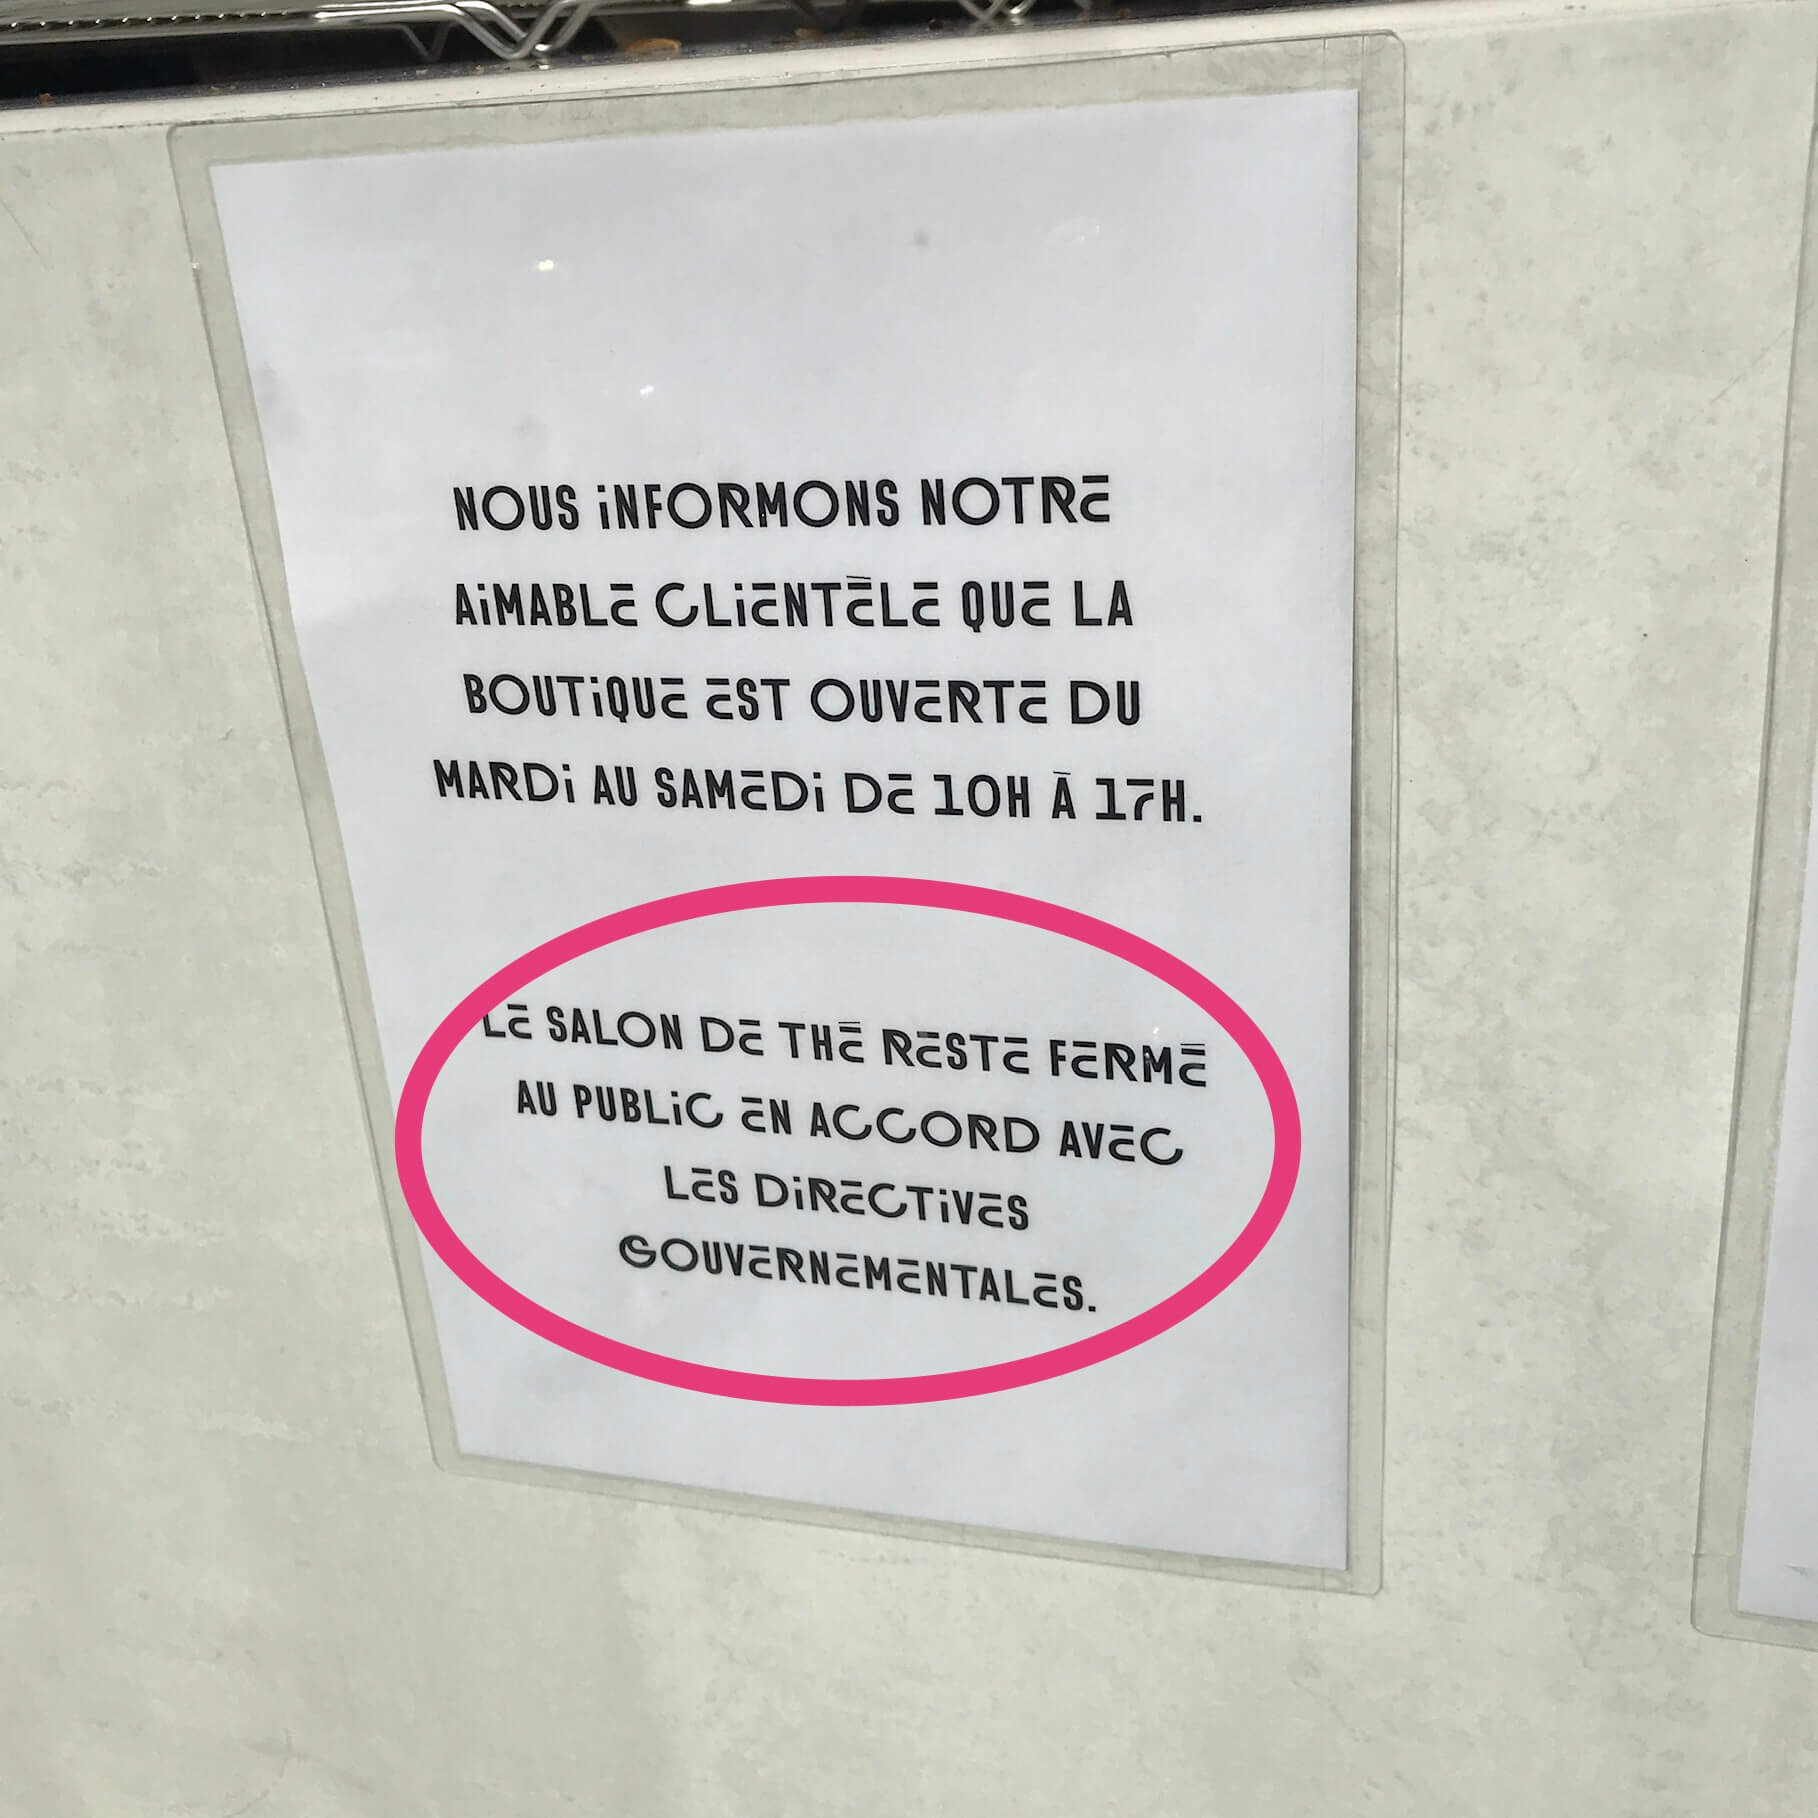 NOUS iNFORMONS NOTRE
AiMABLE CLiENTÈLE QUE LA
BOUTiQUE EST OUVERTE DU
MARDi AU SAMEDi DE 10H À 17H.
LE SALON DE THÉ RESTE FERMÉ
AU PUBLiC EN ACCORD AVEC
LES DiRECTiVES
GOUVERNEMENTALES.